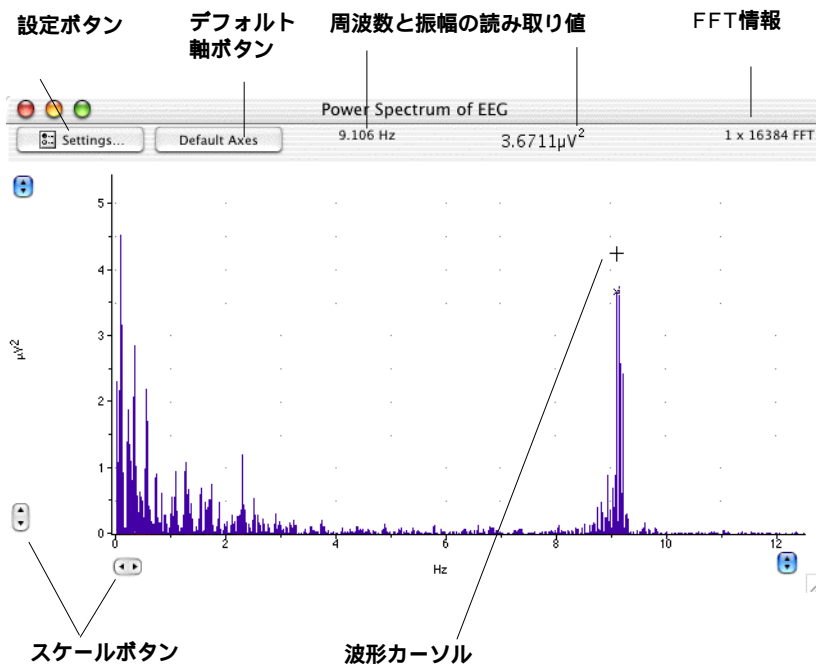 設定ボタン
デフォルト
軸ボタン
周波数と振幅の読み取り値
FFT情報
Power Spectrum of EEG
Settings...
Default Axes
9.106 Hz
3.6711µV²
1 x 16384 FFT
5
4
3
µV²
2
1
0
0 2 4 6 8 10 12
Hz
スケールボタン
波形カーソル